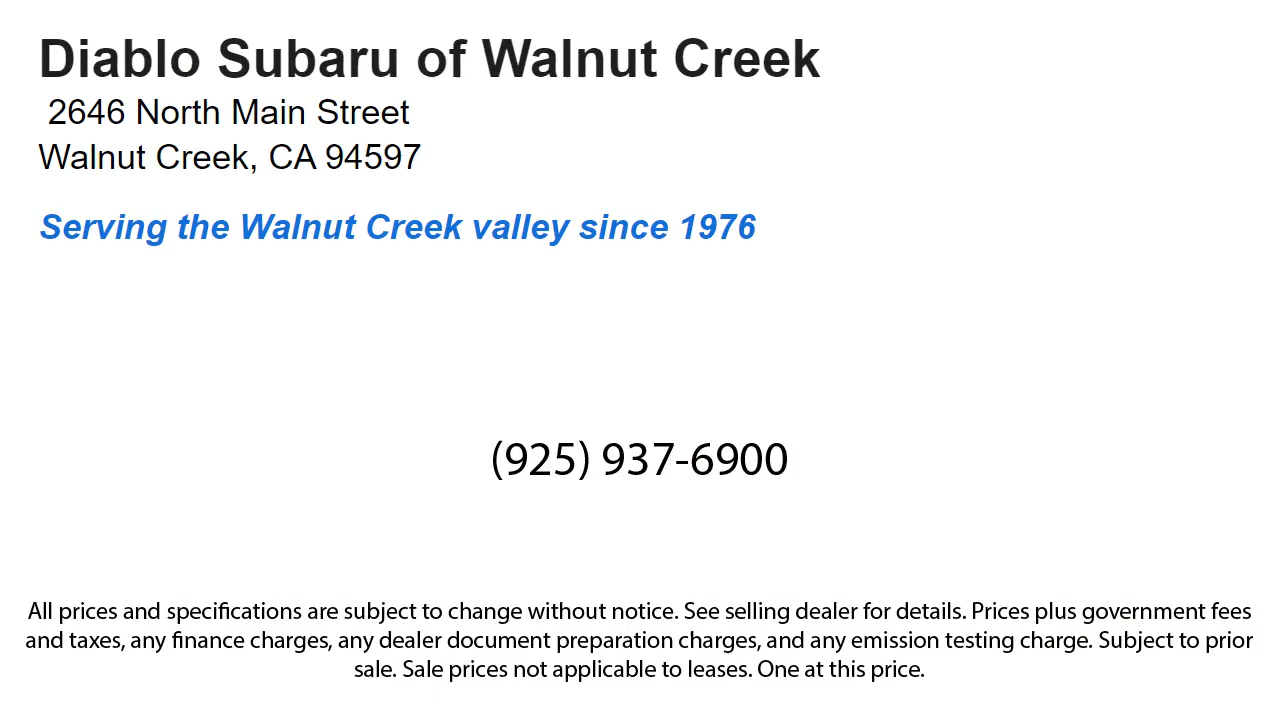 Diablo Subaru of Walnut Creek
2646 North Main Street
Walnut Creek, CA 94597
Serving the Walnut Creek valley since 1976
(925) 937-6900
All prices and specifications are subject to change without notice. See selling dealer for details. Prices plus government fees
and taxes, any finance charges, any dealer document preparation charges, and any emission testing charge. Subject to prior
sale. Sale prices not applicable to leases. One at this price.